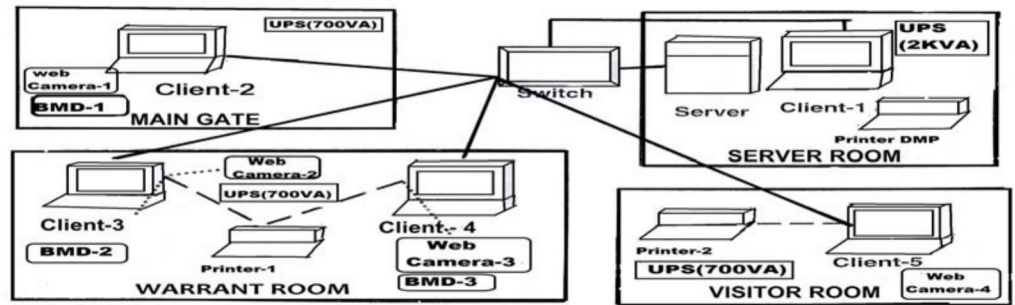 UPS(700VA)
web
Camera-1
Client-2
BMD-1
MAIN GATE
Switch
UPS
(2KVA)
Server
Client-1
Printer DMP
SERVER ROOM
Web
Camera-2
UPS(700VA)
Client-3
Client- 4
BMD-2
Web
Camera-3
Printer-1
BMD-3
WARRANT ROOM
Printer-2
Client-5
UPS(700VA)
Web
Camera-4
VISITOR ROOM